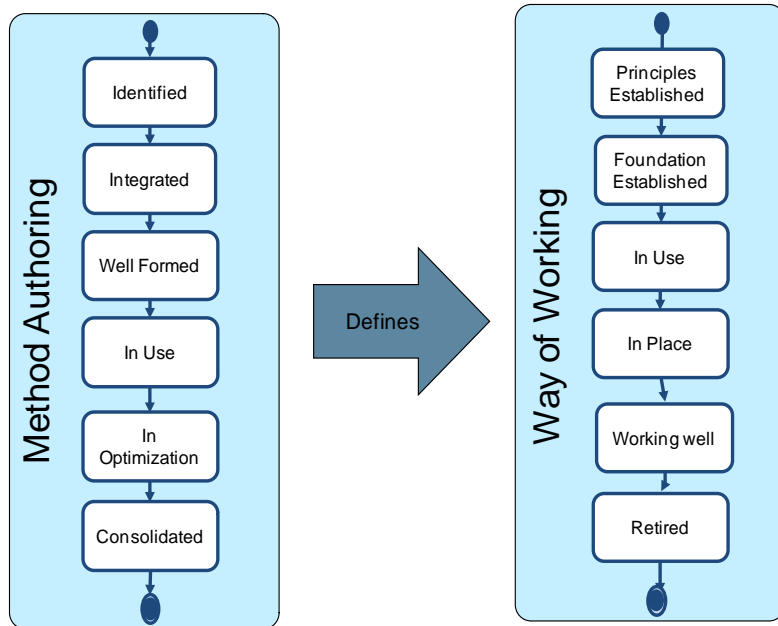 Method Authoring
Identified
Integrated
Well Formed
In Use
In
Optimization
Consolidated
Defines
Way of Working
Principles
Established
Foundation
Established
In Use
In Place
Working well
Retired